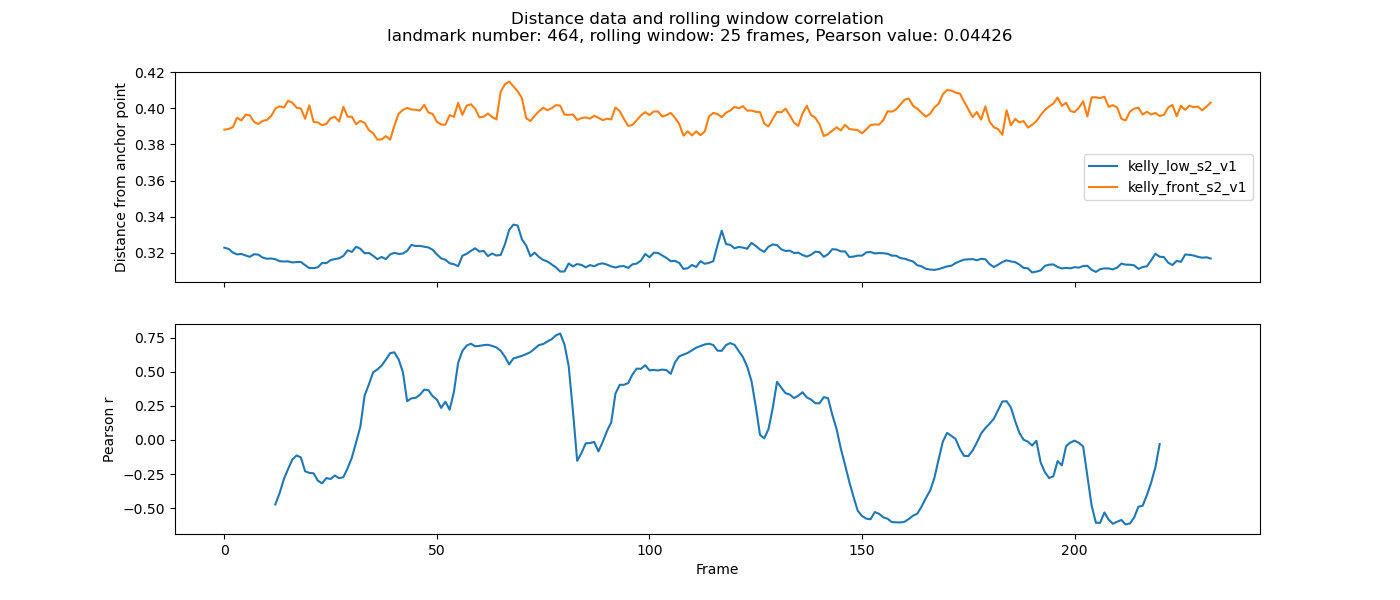 Distance data and rolling window correlation
landmark number: 464, rolling window: 25 frames, Pearson value: 0.04426
0.42
0.40
0.38
0.36
0.34
0.32
Distance from anchor point
kelly_low_s2_v1
kelly_front_s2_v1
0.75
0.50
0.25
0.00
−0.25
−0.50
Pearson r
0 50 100 150 200
Frame